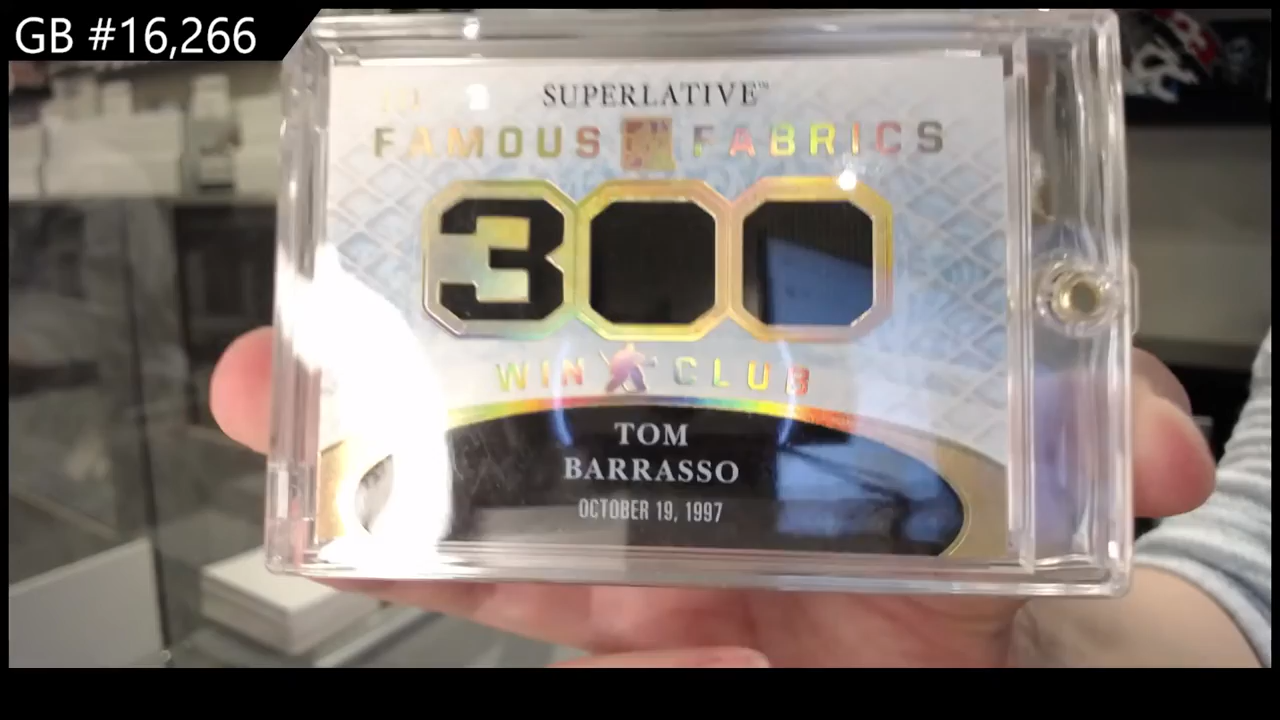 GB #16,266
SUPERLATIVE™
FAMOUS FABRICS
300
WIN CLUB
TOM
BARRASSO
OCTOBER 19, 1997